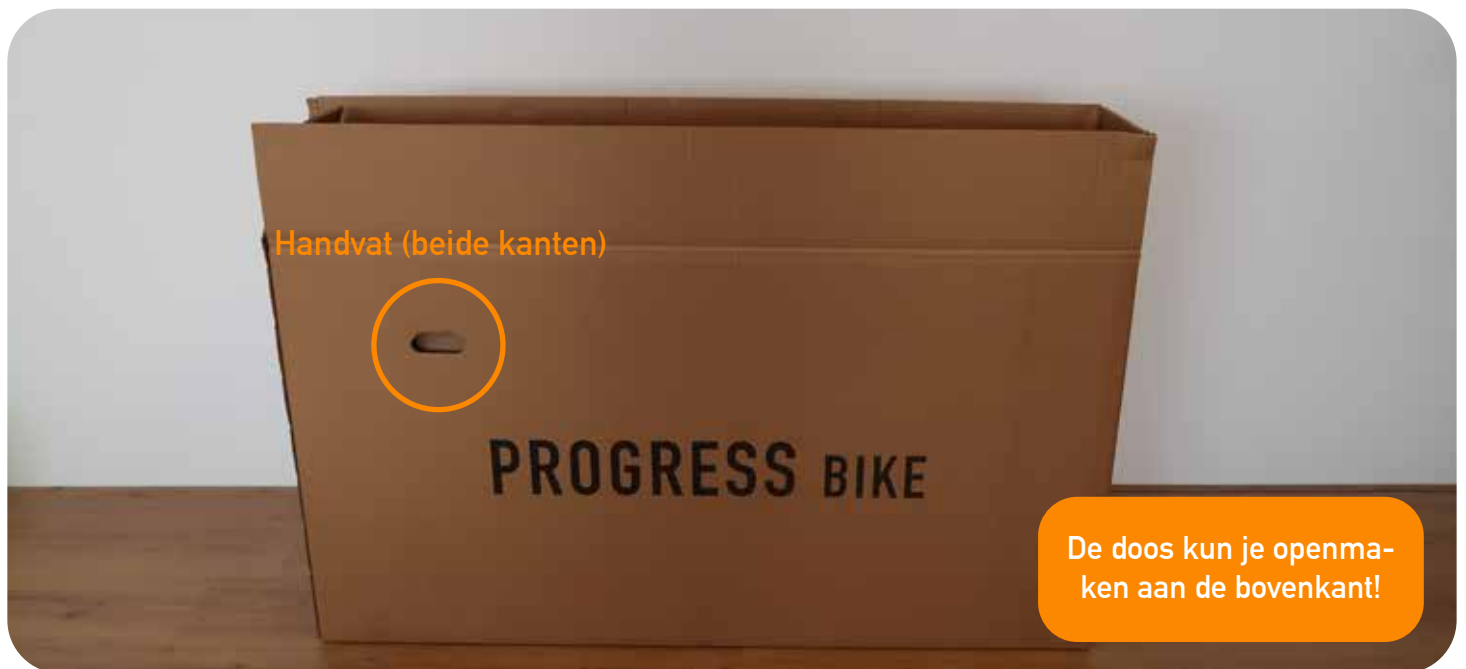 Handvat (beide kanten)
PROGRESS BIKE
De doos kun je openma-
ken aan de bovenkant!